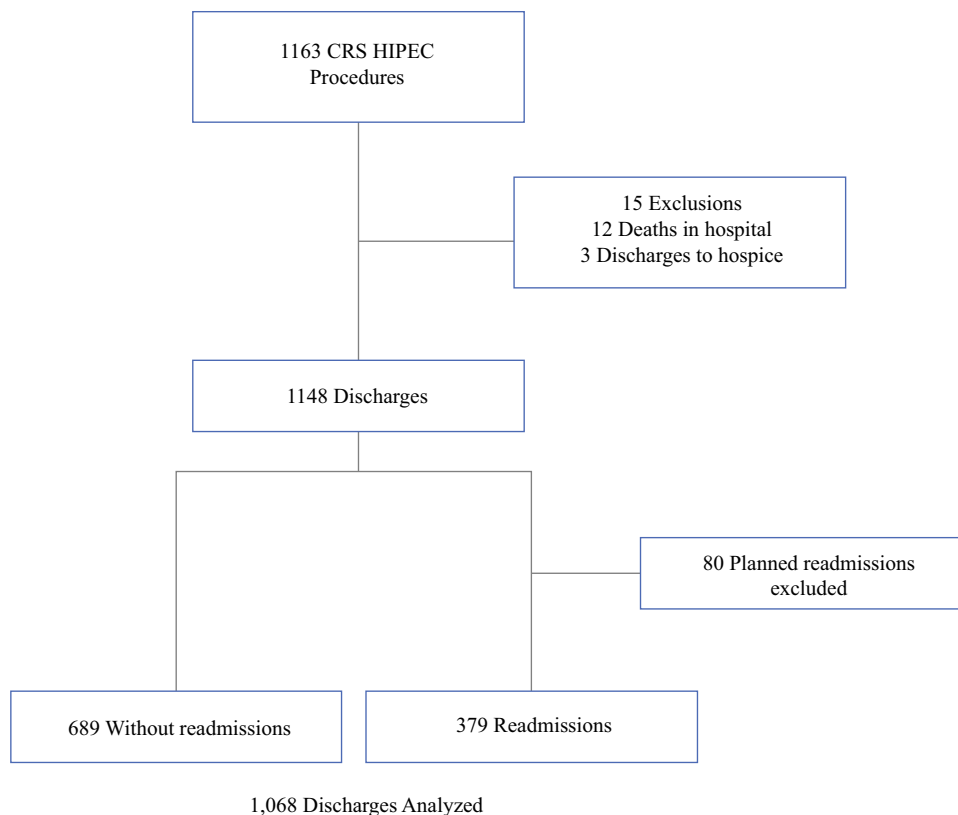 1163 CRS HIPEC
Procedures
15 Exclusions
12 Deaths in hospital
3 Discharges to hospice
1148 Discharges
80 Planned readmissions
excluded
689 Without readmissions
379 Readmissions
1,068 Discharges Analyzed